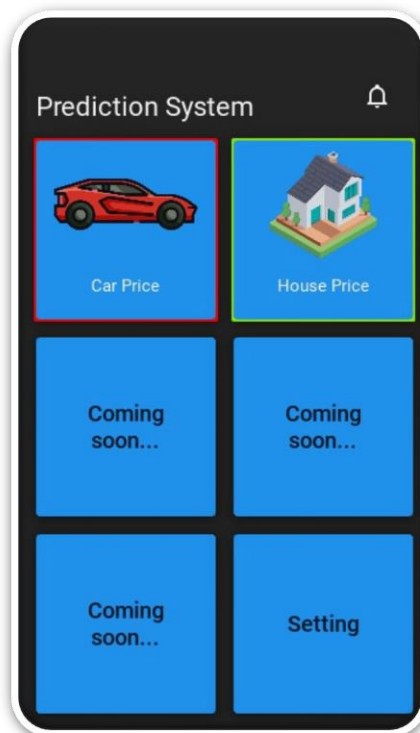 Prediction System
Car Price
House Price
Coming
soon...
Coming
soon...
Coming
soon...
Setting